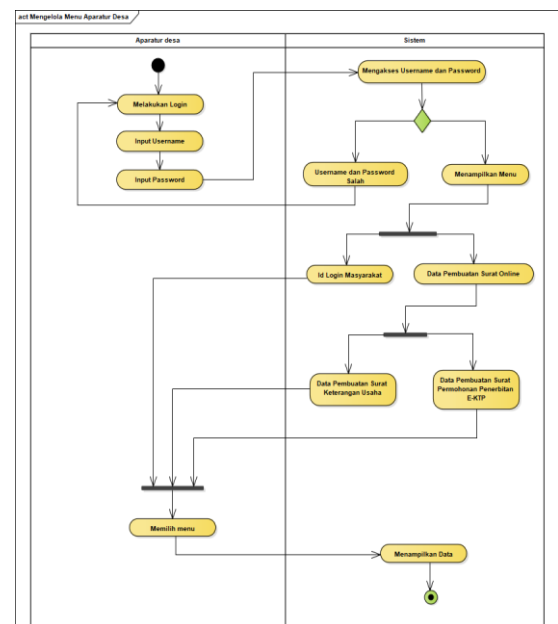 act Mengelola Menu Aparatur Desa
Aparatur desa
Sistem
Mengakses Username dan Password
Melakukan Login
Input Username
Input Password
Username dan Password
Salah
Menampilkan Menu
Id Login Masyarakat
Data Pembuatan Surat Online
Data Pembuatan Surat
Keterangan Usaha
Data Pembuatan Surat
Permohonan Penerbitan
E-KTP
Memilih menu
Menampilkan Data